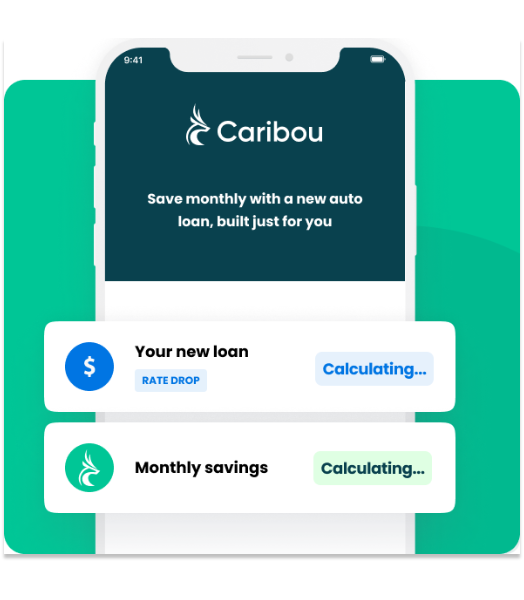 9:41
Caribou
Save monthly with a new auto
loan, built just for you
Your new loan
RATE DROP
Calculating...
$
Monthly savings
Calculating...